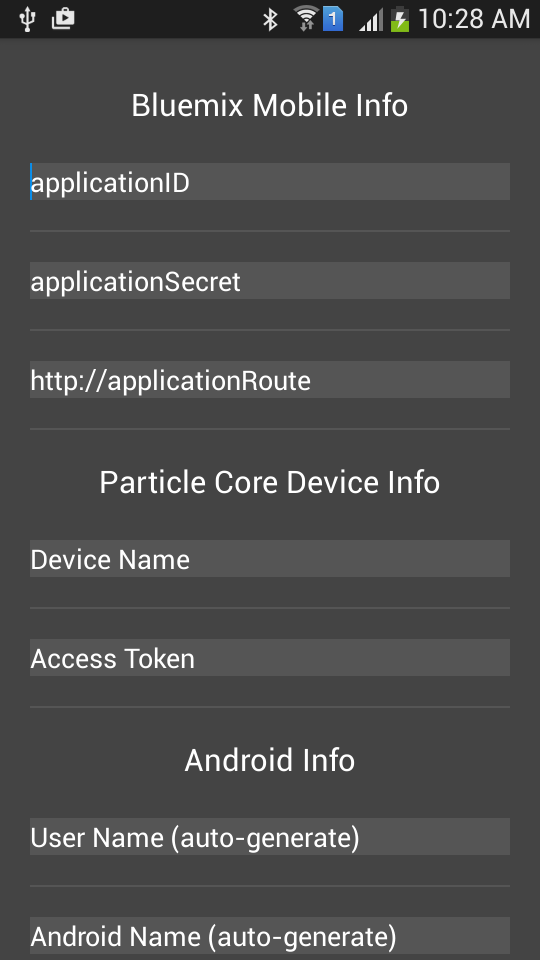 1 10:28 AM
Bluemix Mobile Info
applicationID
applicationSecret
http://applicationRoute
Particle Core Device Info
Device Name
Access Token
Android Info
User Name (auto-generate)
Android Name (auto-generate)